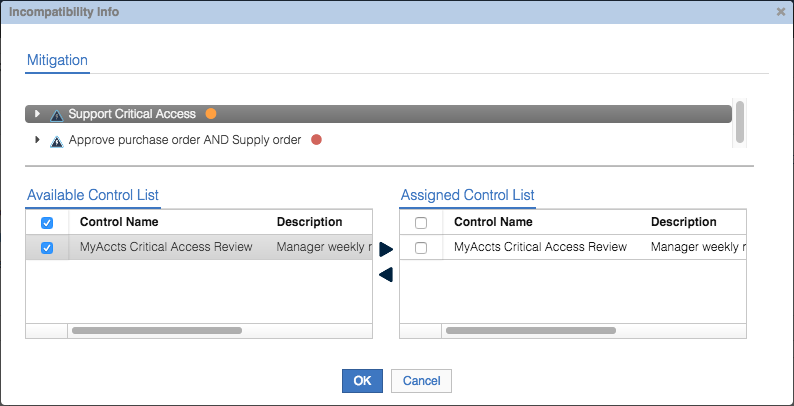 Incompatibility Info
Mitigation
Support Critical Access
Approve purchase order AND Supply order
Available Control List Assigned Control List
Control Name Description Control Name Description
MyAccts Critical Access Review Manager weekly r MyAccts Critical Access Review Manager weekly r
OK Cancel